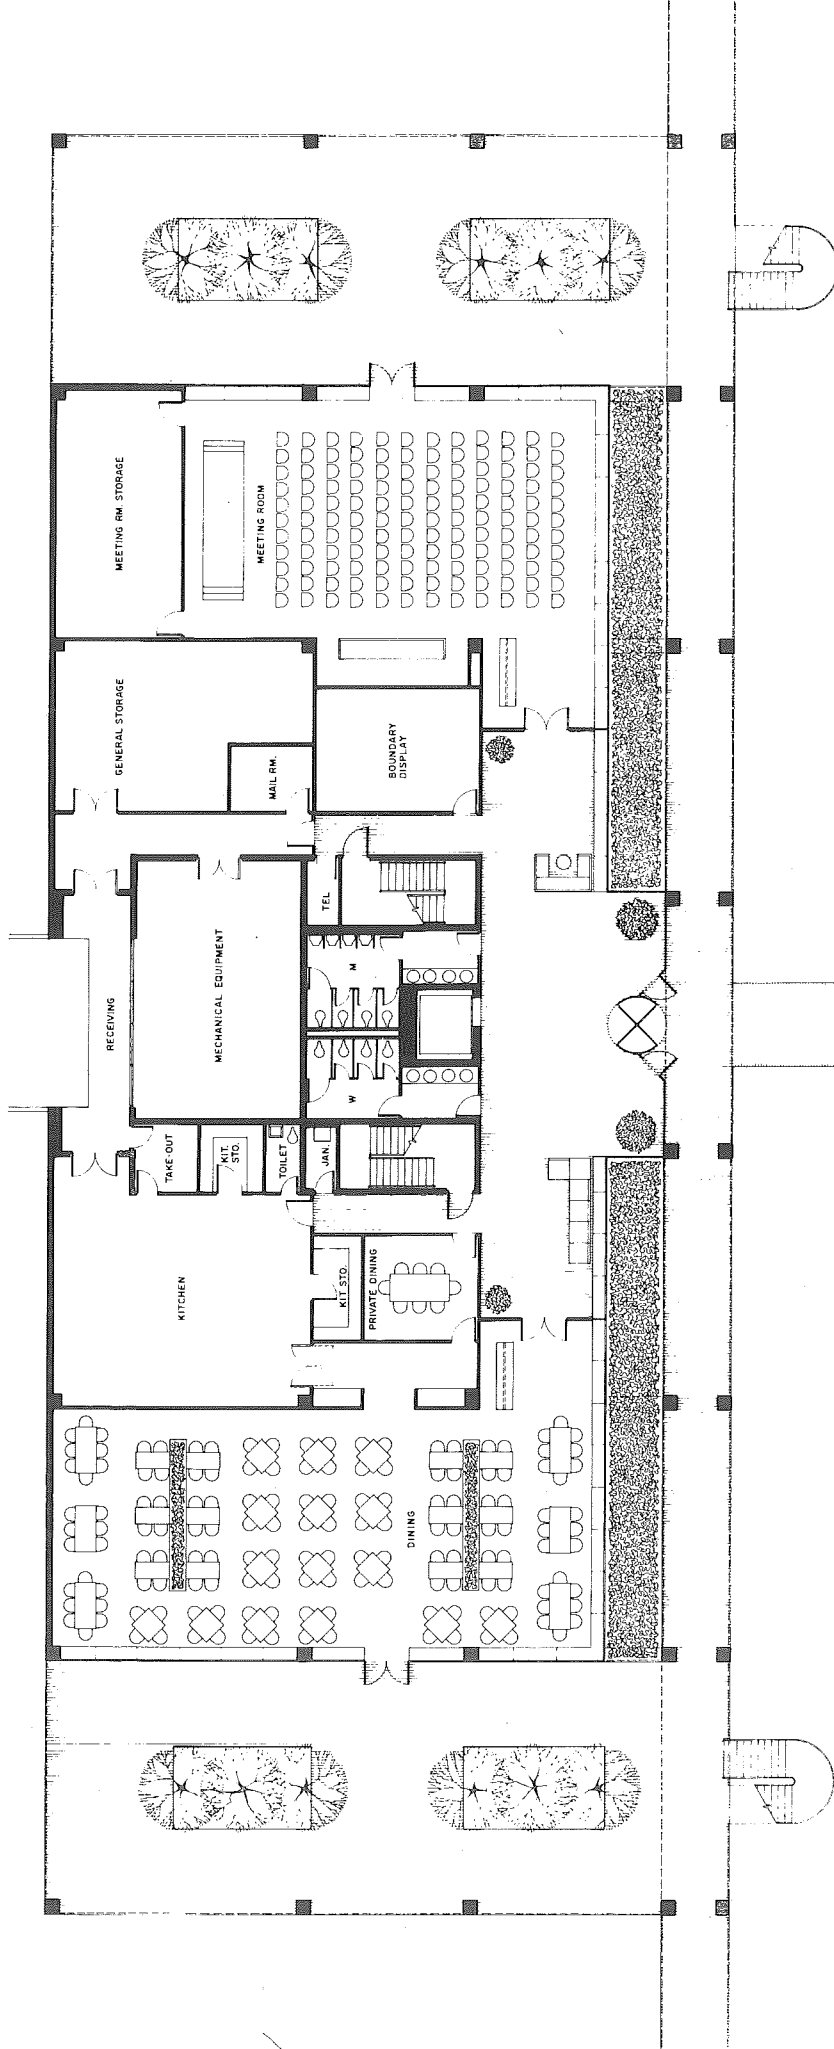 MEETING RM. STORAGE
MEETING ROOM
GENERAL STORAGE
MAIL RM.
BOUNDARY
DISPLAY
TEL
RECEIVING
MECHANICAL EQUIPMENT
M
W
TAKE-OUT
KIT.
STO.
TOILET
JAN.
KITCHEN
KIT STO.
PRIVATE DINING
DINING